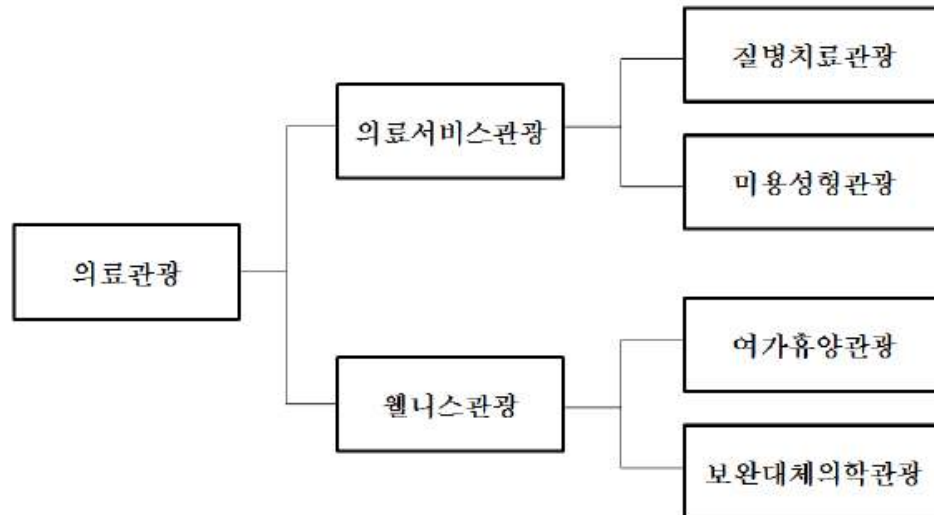 질병치료관광
의료서비스관광
미용성형관광
의료관광
여가휴양관광
웰니스관광
보완대체의학관광